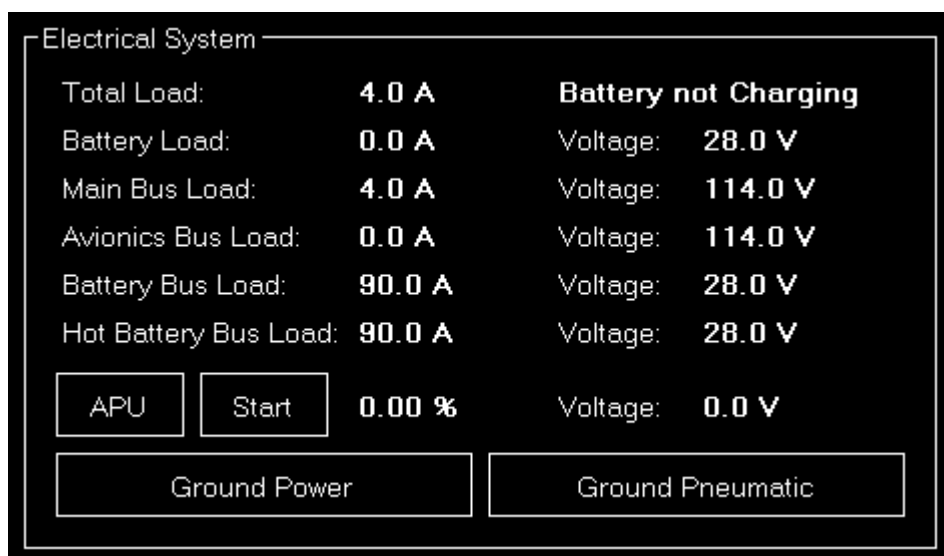 Electrical System
Total Load: 4.0 A Battery not Charging
Battery Load: 0.0 A Voltage: 28.0 V
Main Bus Load: 4.0 A Voltage: 114.0 V
Avionics Bus Load: 0.0 A Voltage: 114.0 V
Battery Bus Load: 90.0 A Voltage: 28.0 V
Hot Battery Bus Load: 90.0 A Voltage: 28.0 V
APU Start 0.00 % Voltage: 0.0 V
Ground Power Ground Pneumatic